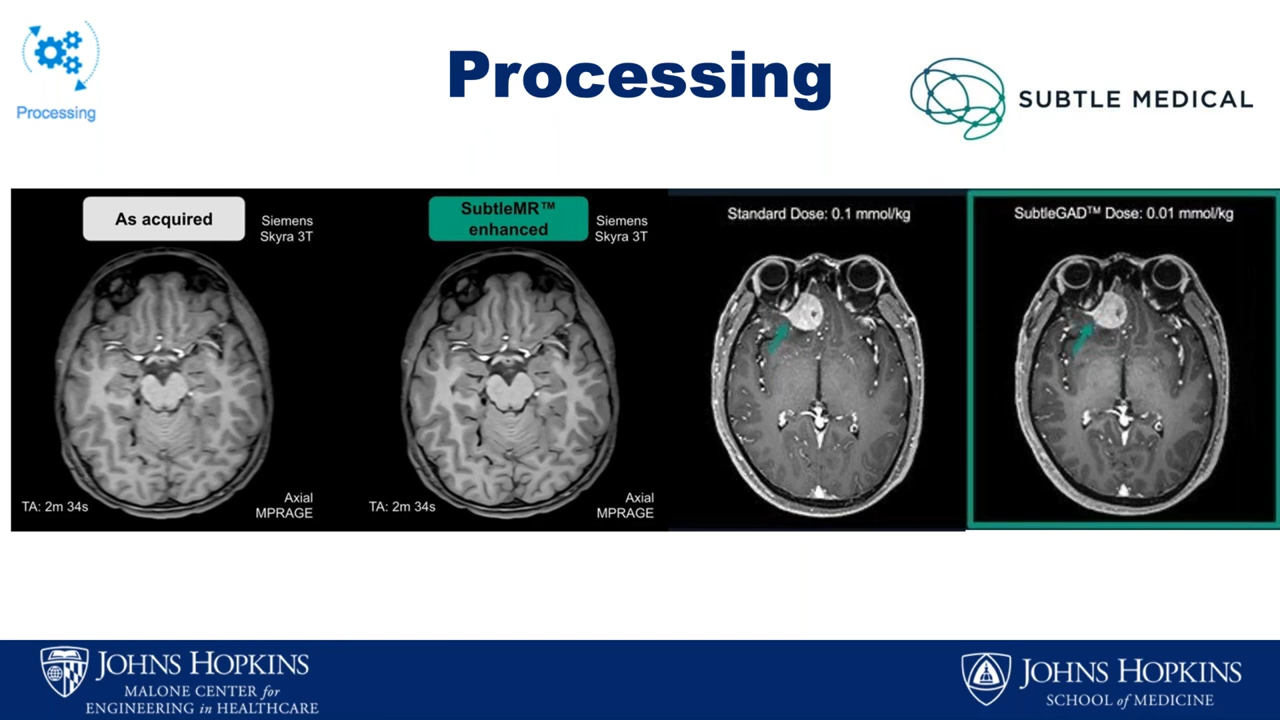 Processing
Processing
SUBTLE MEDICAL
As acquired
Siemens
Skyra 3T
TA: 2m 34s
Axial
MPRAGE
SubtleMR™
enhanced
Siemens
Skyra 3T
TA: 2m 34s
Axial
MPRAGE
Standard Dose: 0.1 mmol/kg
SubtleGAD™ Dose: 0.01 mmol/kg
JOHNS HOPKINS
MALONE CENTER for
ENGINEERING in HEALTHCARE
JOHNS HOPKINS
SCHOOL of MEDICINE